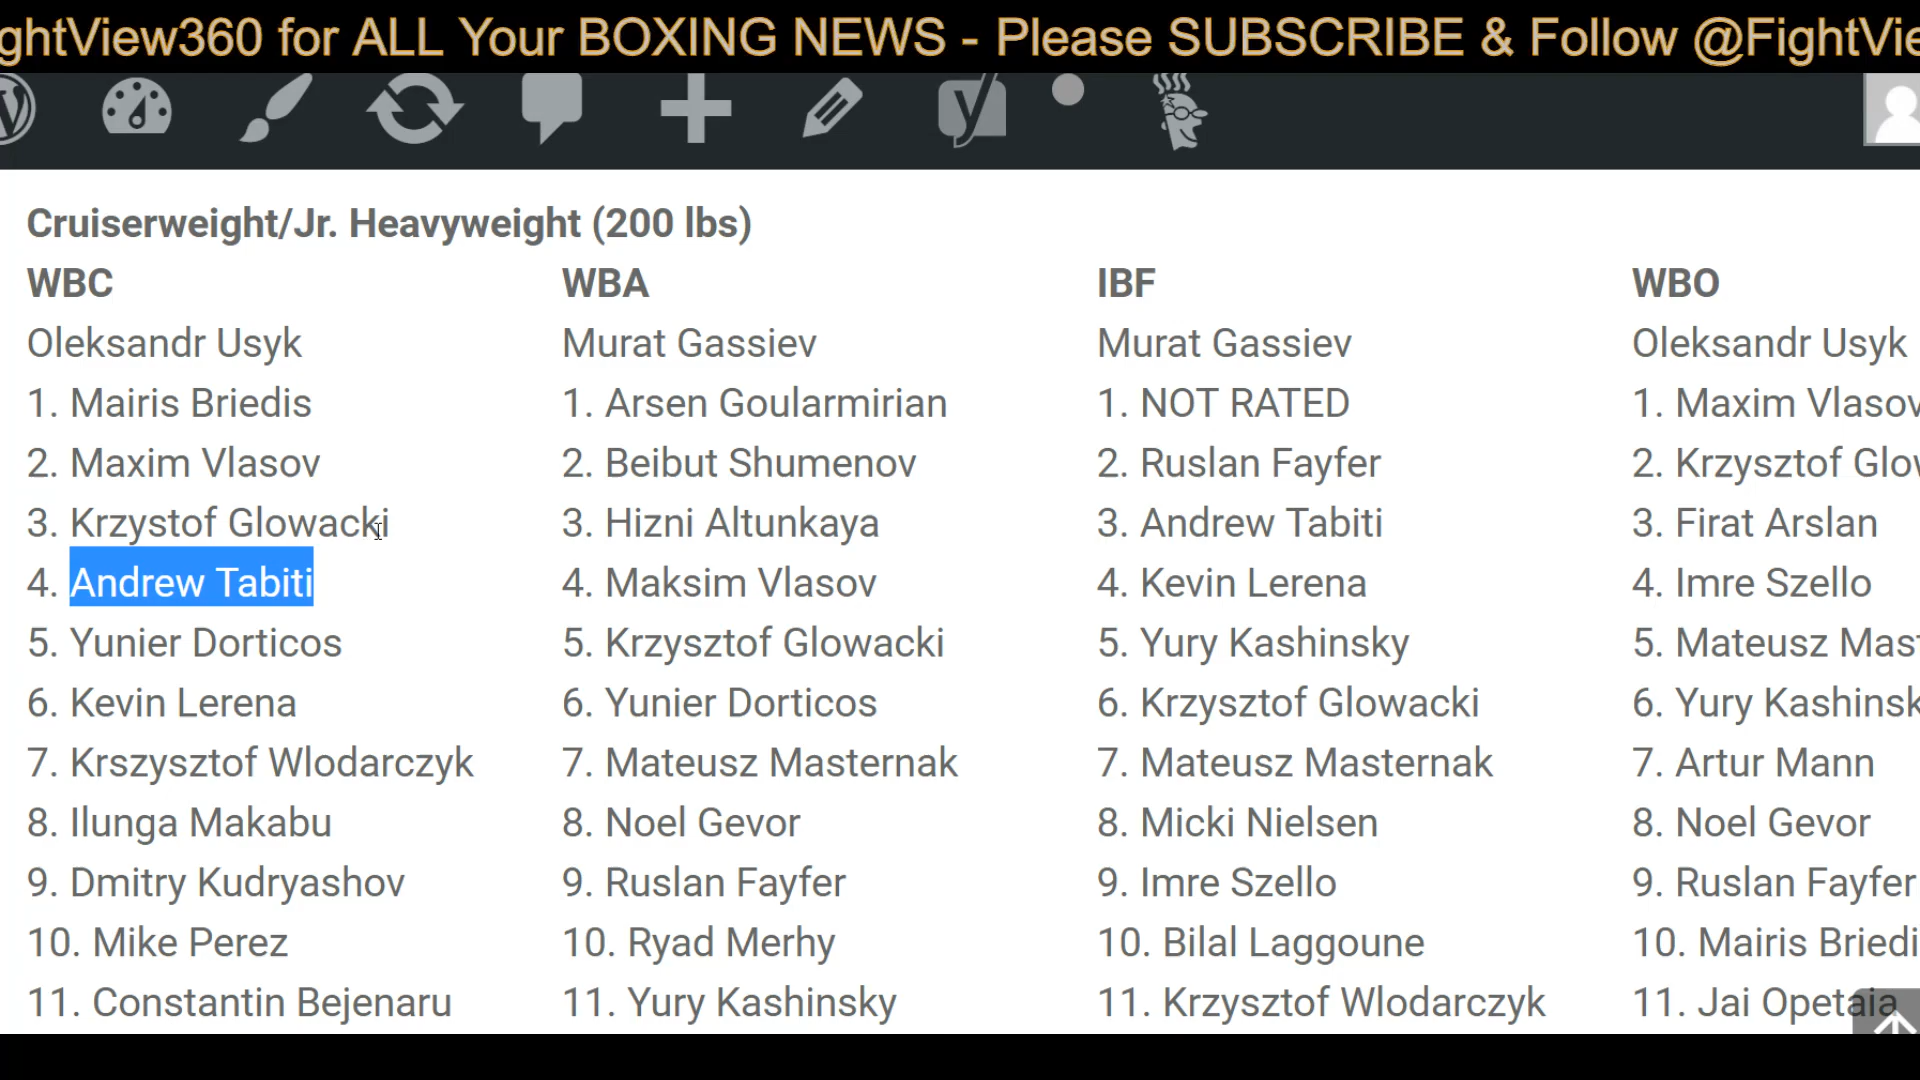 ghtView360 for ALL Your BOXING NEWS - Please SUBSCRIBE & Follow @FightVie
Cruiserweight/Jr. Heavyweight (200 lbs)
WBC
Oleksandr Usyk
1. Mairis Briedis
2. Maxim Vlasov
3. Krzystof Glowacki
4. Andrew Tabiti
5. Yunier Dorticos
6. Kevin Lerena
7. Krszysztof Wlodarczyk
8. Ilunga Makabu
9. Dmitry Kudryashov
10. Mike Perez
11. Constantin Bejenaru
WBA
Murat Gassiev
1. Arsen Goularmirian
2. Beibut Shumenov
3. Hizni Altunkaya
4. Maksim Vlasov
5. Krzysztof Glowacki
6. Yunier Dorticos
7. Mateusz Masternak
8. Noel Gevor
9. Ruslan Fayfer
10. Ryad Merhy
11. Yury Kashinsky
IBF
Murat Gassiev
1. NOT RATED
2. Ruslan Fayfer
3. Andrew Tabiti
4. Kevin Lerena
5. Yury Kashinsky
6. Krzysztof Glowacki
7. Mateusz Masternak
8. Micki Nielsen
9. Imre Szello
10. Bilal Laggoune
11. Krzysztof Wlodarczyk
WBO
Oleksandr Usyk
1. Maxim Vlasov
2. Krzysztof Glow
3. Firat Arslan
4. Imre Szello
5. Mateusz Mast
6. Yury Kashinsk
7. Artur Mann
8. Noel Gevor
9. Ruslan Fayfer
10. Mairis Briedi
11. Jai Opetaia